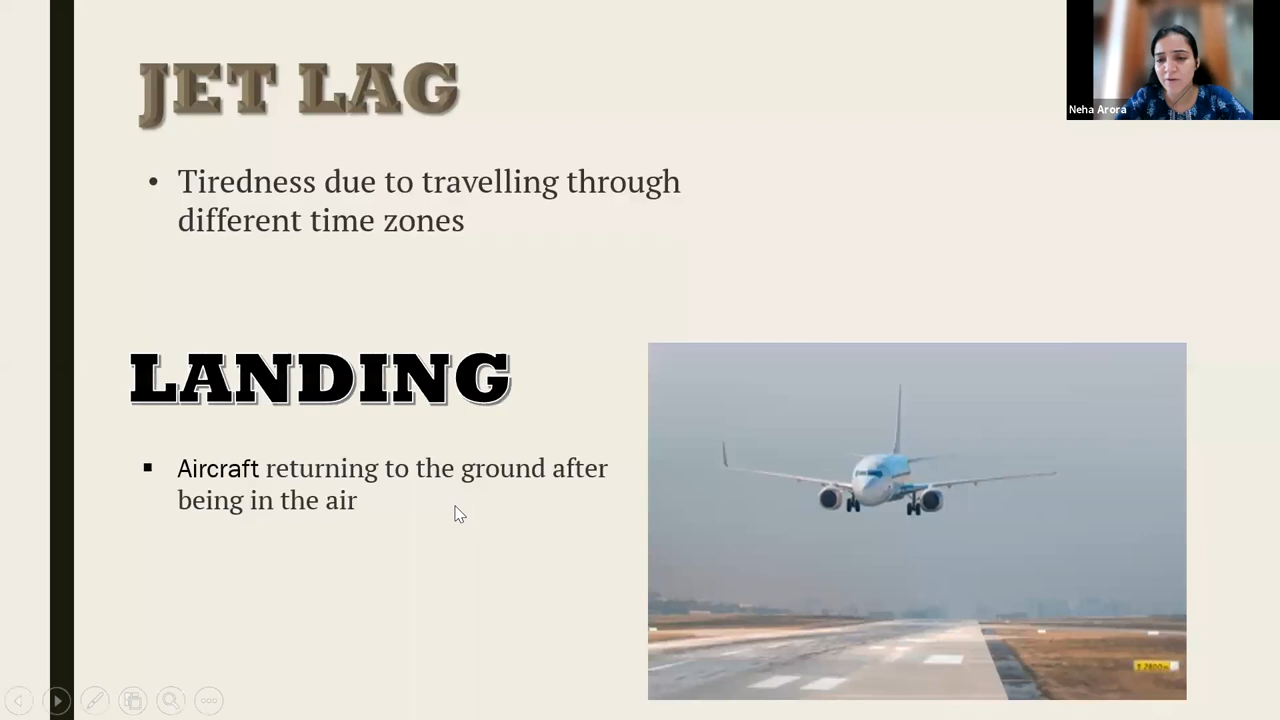 JET LAG
Neha Arora
• Tiredness due to travelling through
different time zones
LANDING
▪ Aircraft returning to the ground after
being in the air